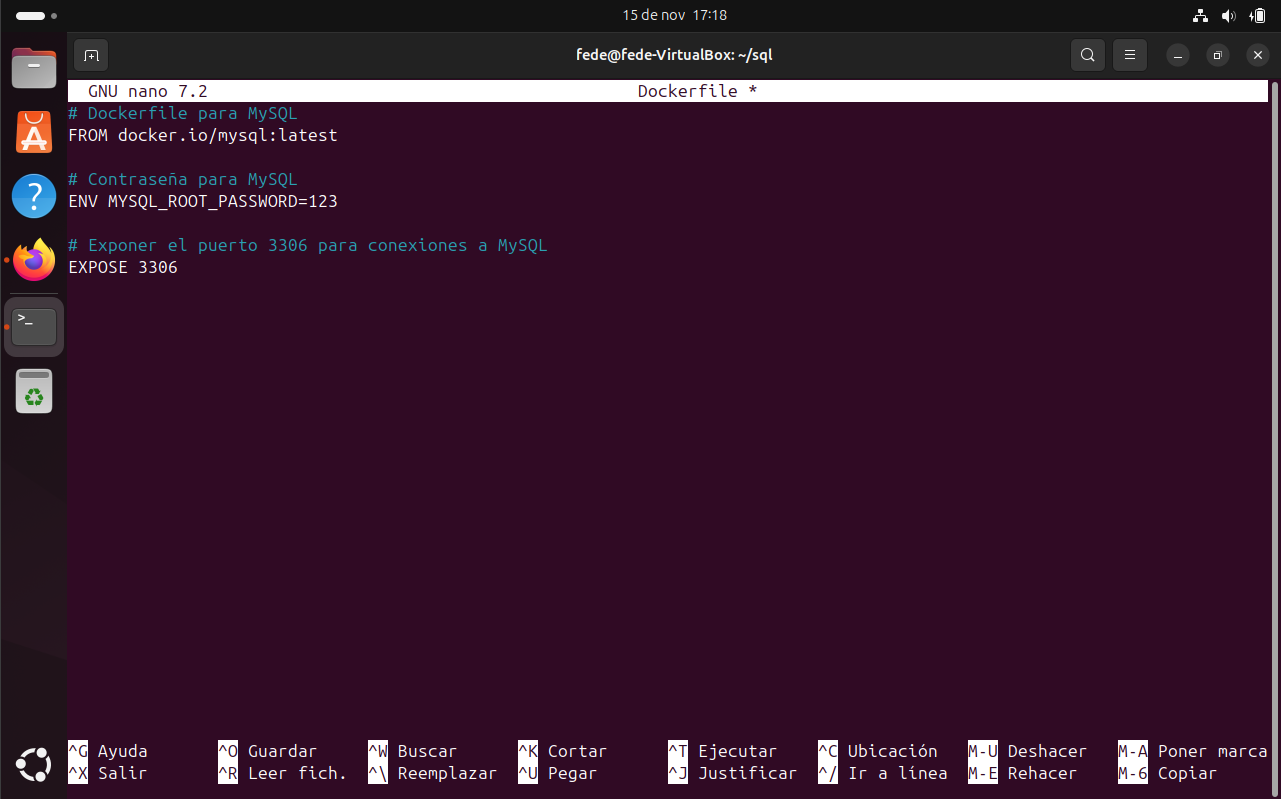 15 de nov 17:18
fede@fede-VirtualBox: ~/sql
GNU nano 7.2 Dockerfile *
# Dockerfile para MySQL
FROM docker.io/mysql:latest
# Contraseña para MySQL
ENV MYSQL_ROOT_PASSWORD=123
# Exponer el puerto 3306 para conexiones a MySQL
EXPOSE 3306
^G Ayuda ^O Guardar ^W Buscar ^K Cortar ^T Ejecutar ^C Ubicación M-U Deshacer M-A Poner marca
^X Salir ^R Leer fich. ^\ Reemplazar ^U Pegar ^J Justificar ^/ Ir a línea M-E Rehacer M-6 Copiar